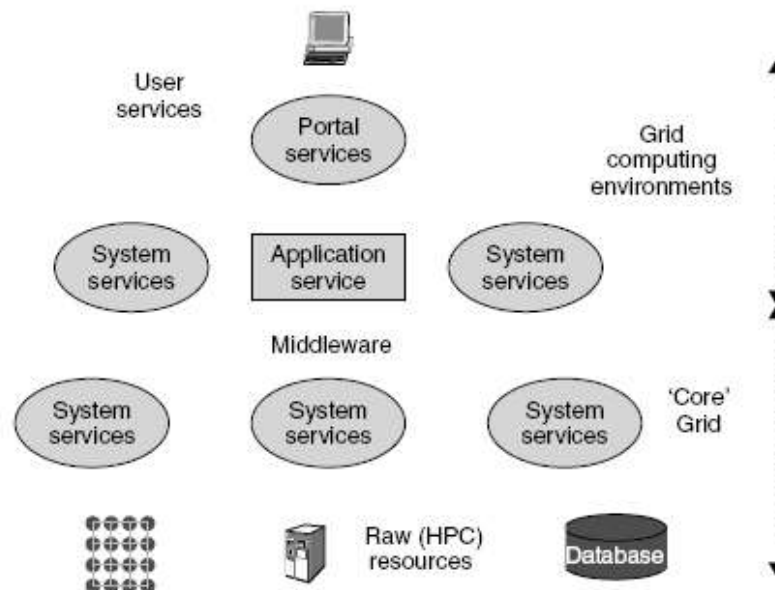 User
services
Portal
services
Grid
computing
environments
System
services
Application
service
System
services
Middleware
System
services
System
services
System
services
‘Core’
Grid
Raw (HPC)
resources
Database